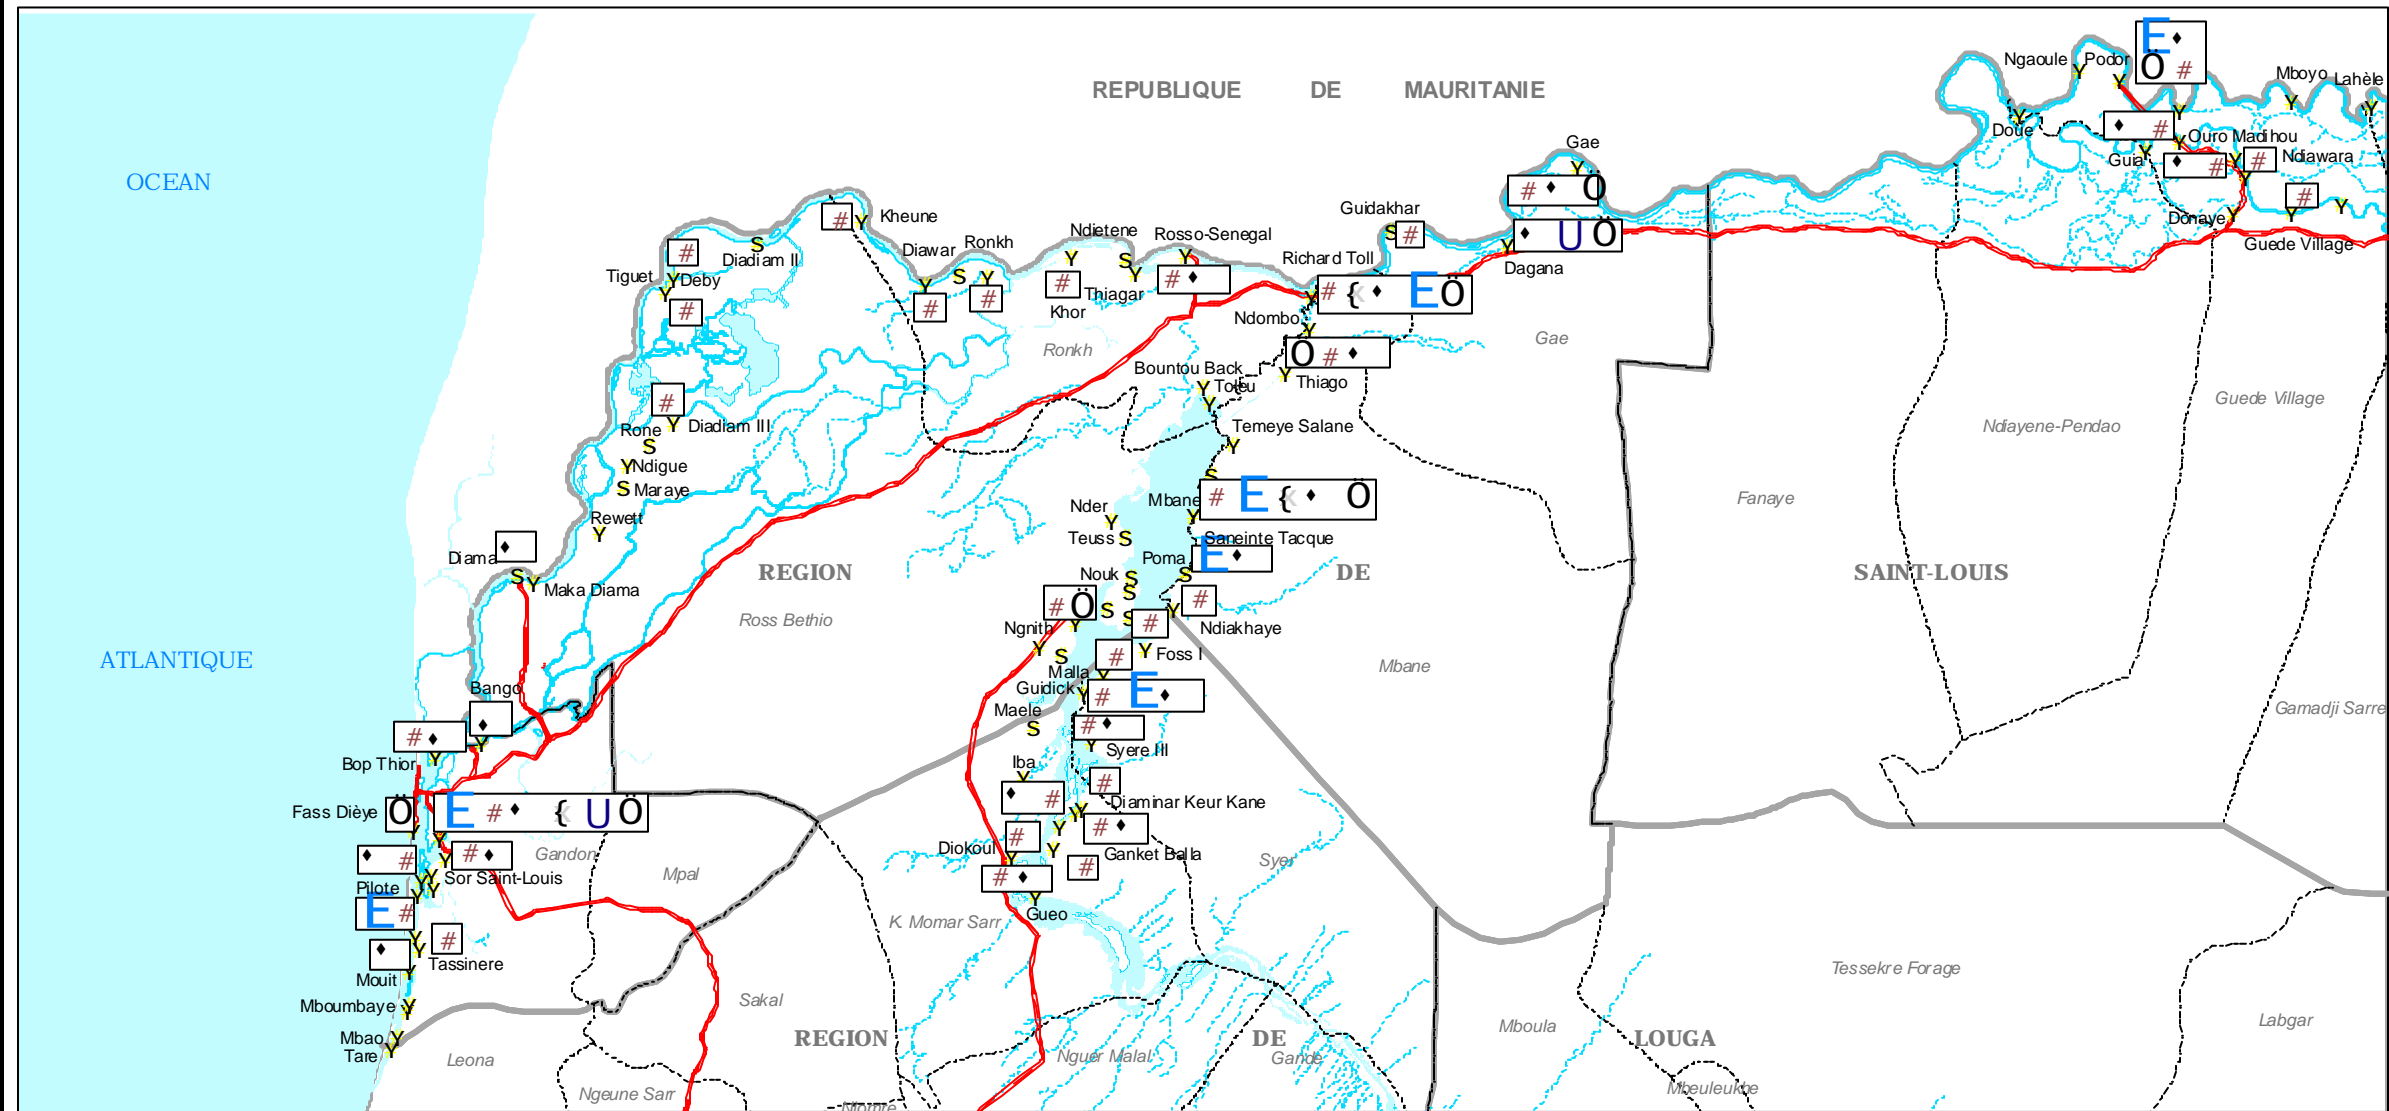 Ngaoule
Podor
Mboyo
Lahèle
REPUBLIQUE DE MAURITANIE
Doue
Ouro Madihou
Gae
Guia
Ndiawara
OCEAN
Kheune
Guidakhar
Donaye
Guede Village
Diawar
Ronkh
Ndietene
Rosso-Senegal
Diadiam II
Richard Toll
Dagana
Tiguet
Deby
Thiagar
Khor
Ndombo
Ronkh
Gae
Bountou Back
Toleu
Thiago
Guede Village
Rone
Diadiam III
Temeye Salane
Ndiayene-Pendao
Ndigue
Maraye
Mbane
Fanaye
Nder
Rewett
Teuss
Saneinte Tacque
Diama
Poma
REGION DE SAINT-LOUIS
Nouk
Maka Diama
Ross Bethio
Ngnith
Ndiakhaye
ATLANTIQUE
Foss I
Mbane
Malla
Bango
Guidick
Maele
Gamadji Sarre
Syere III
Bop Thior
Iba
Diaminar Keur Kane
Fass Dièye
Diokoul
Ganket Balla
Gandon
Syer
Sor Saint-Louis
Mpal
Pilote
Gueo
K. Momar Sarr
Tassinere
Mouit
Tessekre Forage
Sakal
Mboumbaye
Labgar
Mboula
REGION DE LOUGA
Mbao
Tare
Leona
Nguer Malal
Gande
Mbeuleukhe
Ngeune Sarr